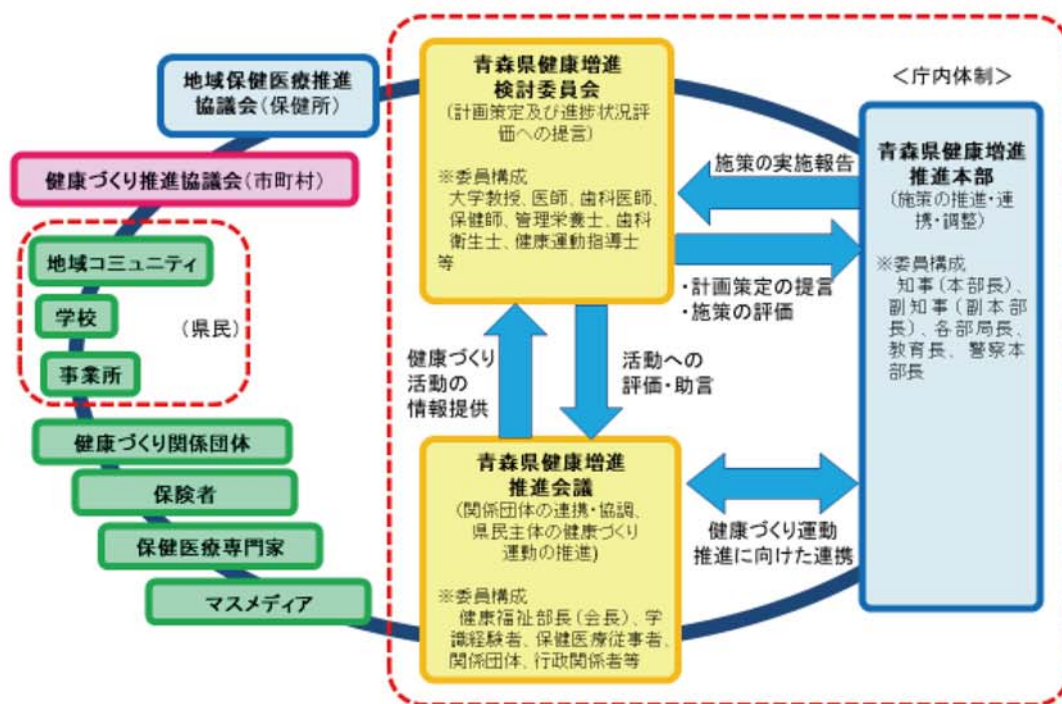 地域保健医療推進
協議会(保健所)
健康づくり推進協議会(市町村)
地域コミュニティ
学校
事業所
(県民)
健康づくり関係団体
保険者
保健医療専門家
マスメディア
青森県健康増進
検討委員会
(計画策定及び進捗状況評
価への提言)
※委員構成
大学教授、医師、歯科医師、
保健師、管理栄養士、歯科
衛生士、健康運動指導士
等
健康づくり
活動の
情報提供
活動への
評価・助言
青森県健康増進
推進会議
(関係団体の連携・協調、
県民主体の健康づくり
運動の推進)
※委員構成
健康福祉部長(会長)、学
識経験者、保健医療従事者、
関係団体、行政関係者等
施策の実施報告
・計画策定の提言
・施策の評価
健康づくり運動
推進に向けた連携
<庁内体制>
青森県健康増進
推進本部
(施策の推進・連
携・調整)
※委員構成
知事(本部長)、
副知事(副本部
長)、各部局長、
教育長、警察本
部長